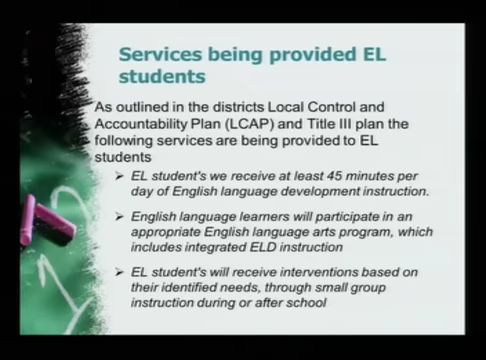 Services being provided EL
students
As outlined in the districts Local Control and
Accountability Plan (LCAP) and Title III plan the
following services are being provided to EL
students
EL student's we receive at least 45 minutes per
day of English language development instruction.
English language learners will participate in an
appropriate English language arts program, which
includes integrated ELD instruction
EL student's will receive interventions based on
their identified needs, through small group
instruction during or after school